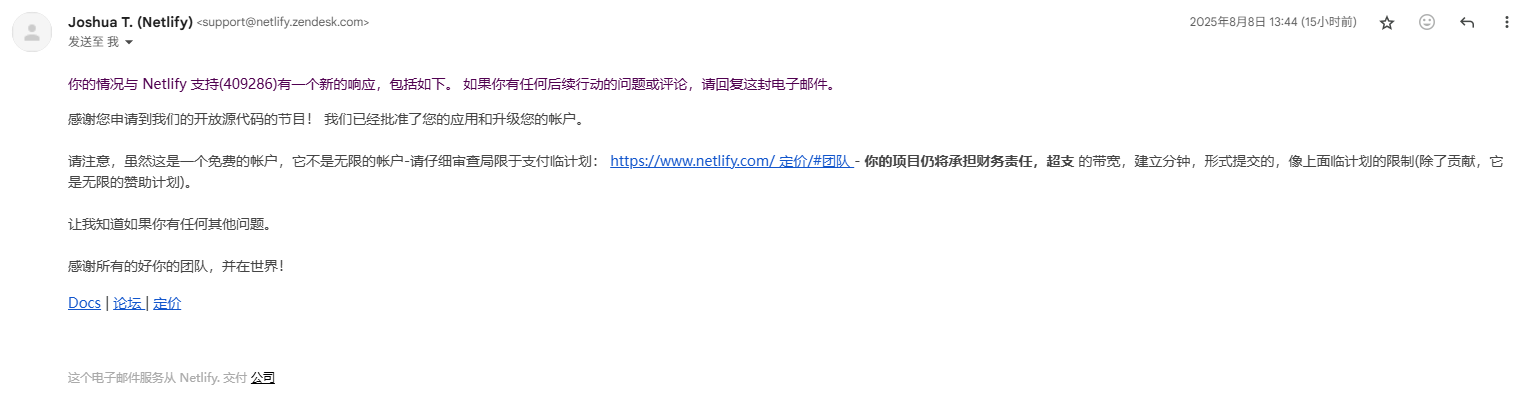 Joshua T. (Netlify) <support@netlify.zendesk.com>
2025年8月8日 13:44 (15小时前)
发送至 我
你的情况与 Netlify 支持(409286)有一个新的响应，包括如下。 如果你有任何后续行动的问题或评论，请回复这封电子邮件。
感谢您申请到我们的开放源代码的节目！ 我们已经批准了您的应用和升级您的帐户。
请注意，虽然这是一个免费的帐户，它不是无限的帐户-请仔细审查局限于支付临计划： https://www.netlify.com/ 定价/#团队 - 你的项目仍将承担财务责任，超支 的带宽，建立分钟，形式提交的，像上面临计划的限制(除了贡献，它
是无限的赞助计划)。
让我知道如果你有任何其他问题。
感谢所有的好你的团队，并在世界！
Docs | 论坛 | 定价
这个电子邮件服务从 Netlify. 交付 公司